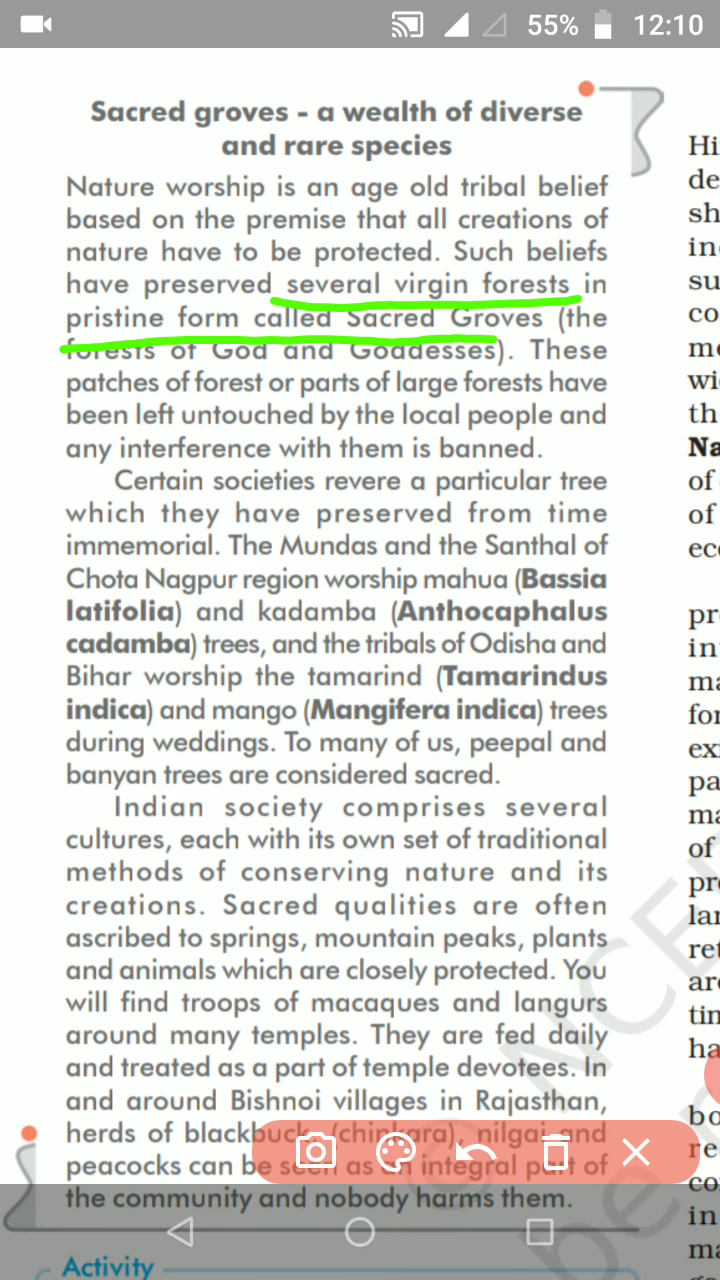 55% 12:10
Sacred groves - a wealth of diverse
and rare species
Nature worship is an age old tribal belief
based on the premise that all creations of
nature have to be protected. Such beliefs
have preserved several virgin forests in
pristine form called Sacred Groves (the
forests of God and Goddesses). These
patches of forest or parts of large forests have
been left untouched by the local people and
any interference with them is banned.
Certain societies revere a particular tree
which they have preserved from time
immemorial. The Mundas and the Santhal of
Chota Nagpur region worship mahua (Bassia
latifolia) and kadamba (Anthocaphalus
cadamba) trees, and the tribals of Odisha and
Bihar worship the tamarind (Tamarindus
indica) and mango (Mangifera indica) trees
during weddings. To many of us, peepal and
banyan trees are considered sacred.
Indian society comprises several
cultures, each with its own set of traditional
methods of conserving nature and its
creations. Sacred qualities are often
ascribed to springs, mountain peaks, plants
and animals which are closely protected. You
will find troops of macaques and langurs
around many temples. They are fed daily
and treated as a part of temple devotees. In
and around Bishnoi villages in Rajasthan,
herds of blackbuck, (chinkara), nilgai and
peacocks can be seen as an integral part of
the community and nobody harms them.
Activity